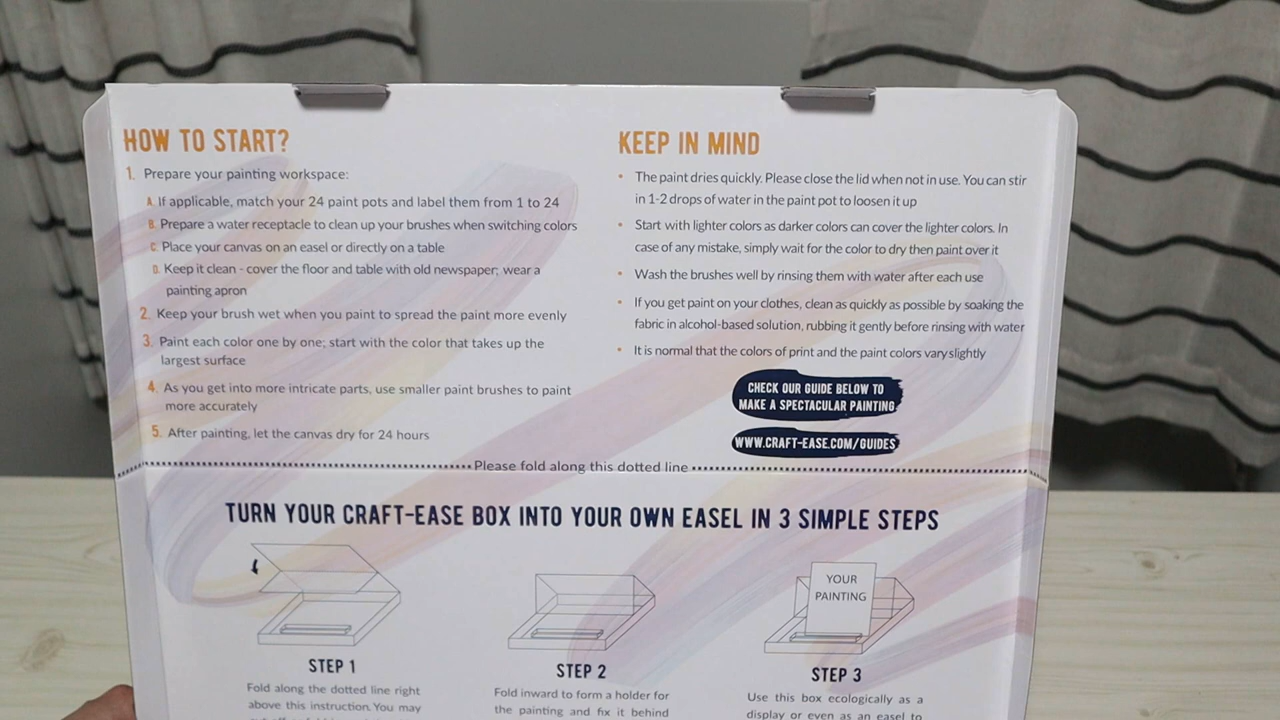 HOW TO START?
1. Prepare your painting workspace:
A. If applicable, match your 24 paint pots and label them from 1 to 24
B. Prepare a water receptacle to clean up your brushes when switching colors
C. Place your canvas on an easel or directly on a table
D. Keep it clean - cover the floor and table with old newspaper; wear a
painting apron
2. Keep your brush wet when you paint to spread the paint more evenly
3. Paint each color one by one; start with the color that takes up the
largest surface
4. As you get into more intricate parts, use smaller paint brushes to paint
more accurately
5. After painting, let the canvas dry for 24 hours
KEEP IN MIND
• The paint dries quickly. Please close the lid when not in use. You can stir
in 1-2 drops of water in the paint pot to loosen it up
• Start with lighter colors as darker colors can cover the lighter colors. In
case of any mistake, simply wait for the color to dry then paint over it
• Wash the brushes well by rinsing them with water after each use
• If you get paint on your clothes, clean as quickly as possible by soaking the
fabric in alcohol-based solution, rubbing it gently before rinsing with water
• It is normal that the colors of print and the paint colors vary slightly
CHECK OUR GUIDE BELOW TO
MAKE A SPECTACULAR PAINTING
WWW.CRAFT-EASE.COM/GUIDES
Please fold along this dotted line
TURN YOUR CRAFT-EASE BOX INTO YOUR OWN EASEL IN 3 SIMPLE STEPS
YOUR
PAINTING
STEP 1
Fold along the dotted line right
above this instruction. You may
STEP 2
Fold inward to form a holder for
the painting and fix it behind
STEP 3
Use this box ecologically as a
display or even as an easel to